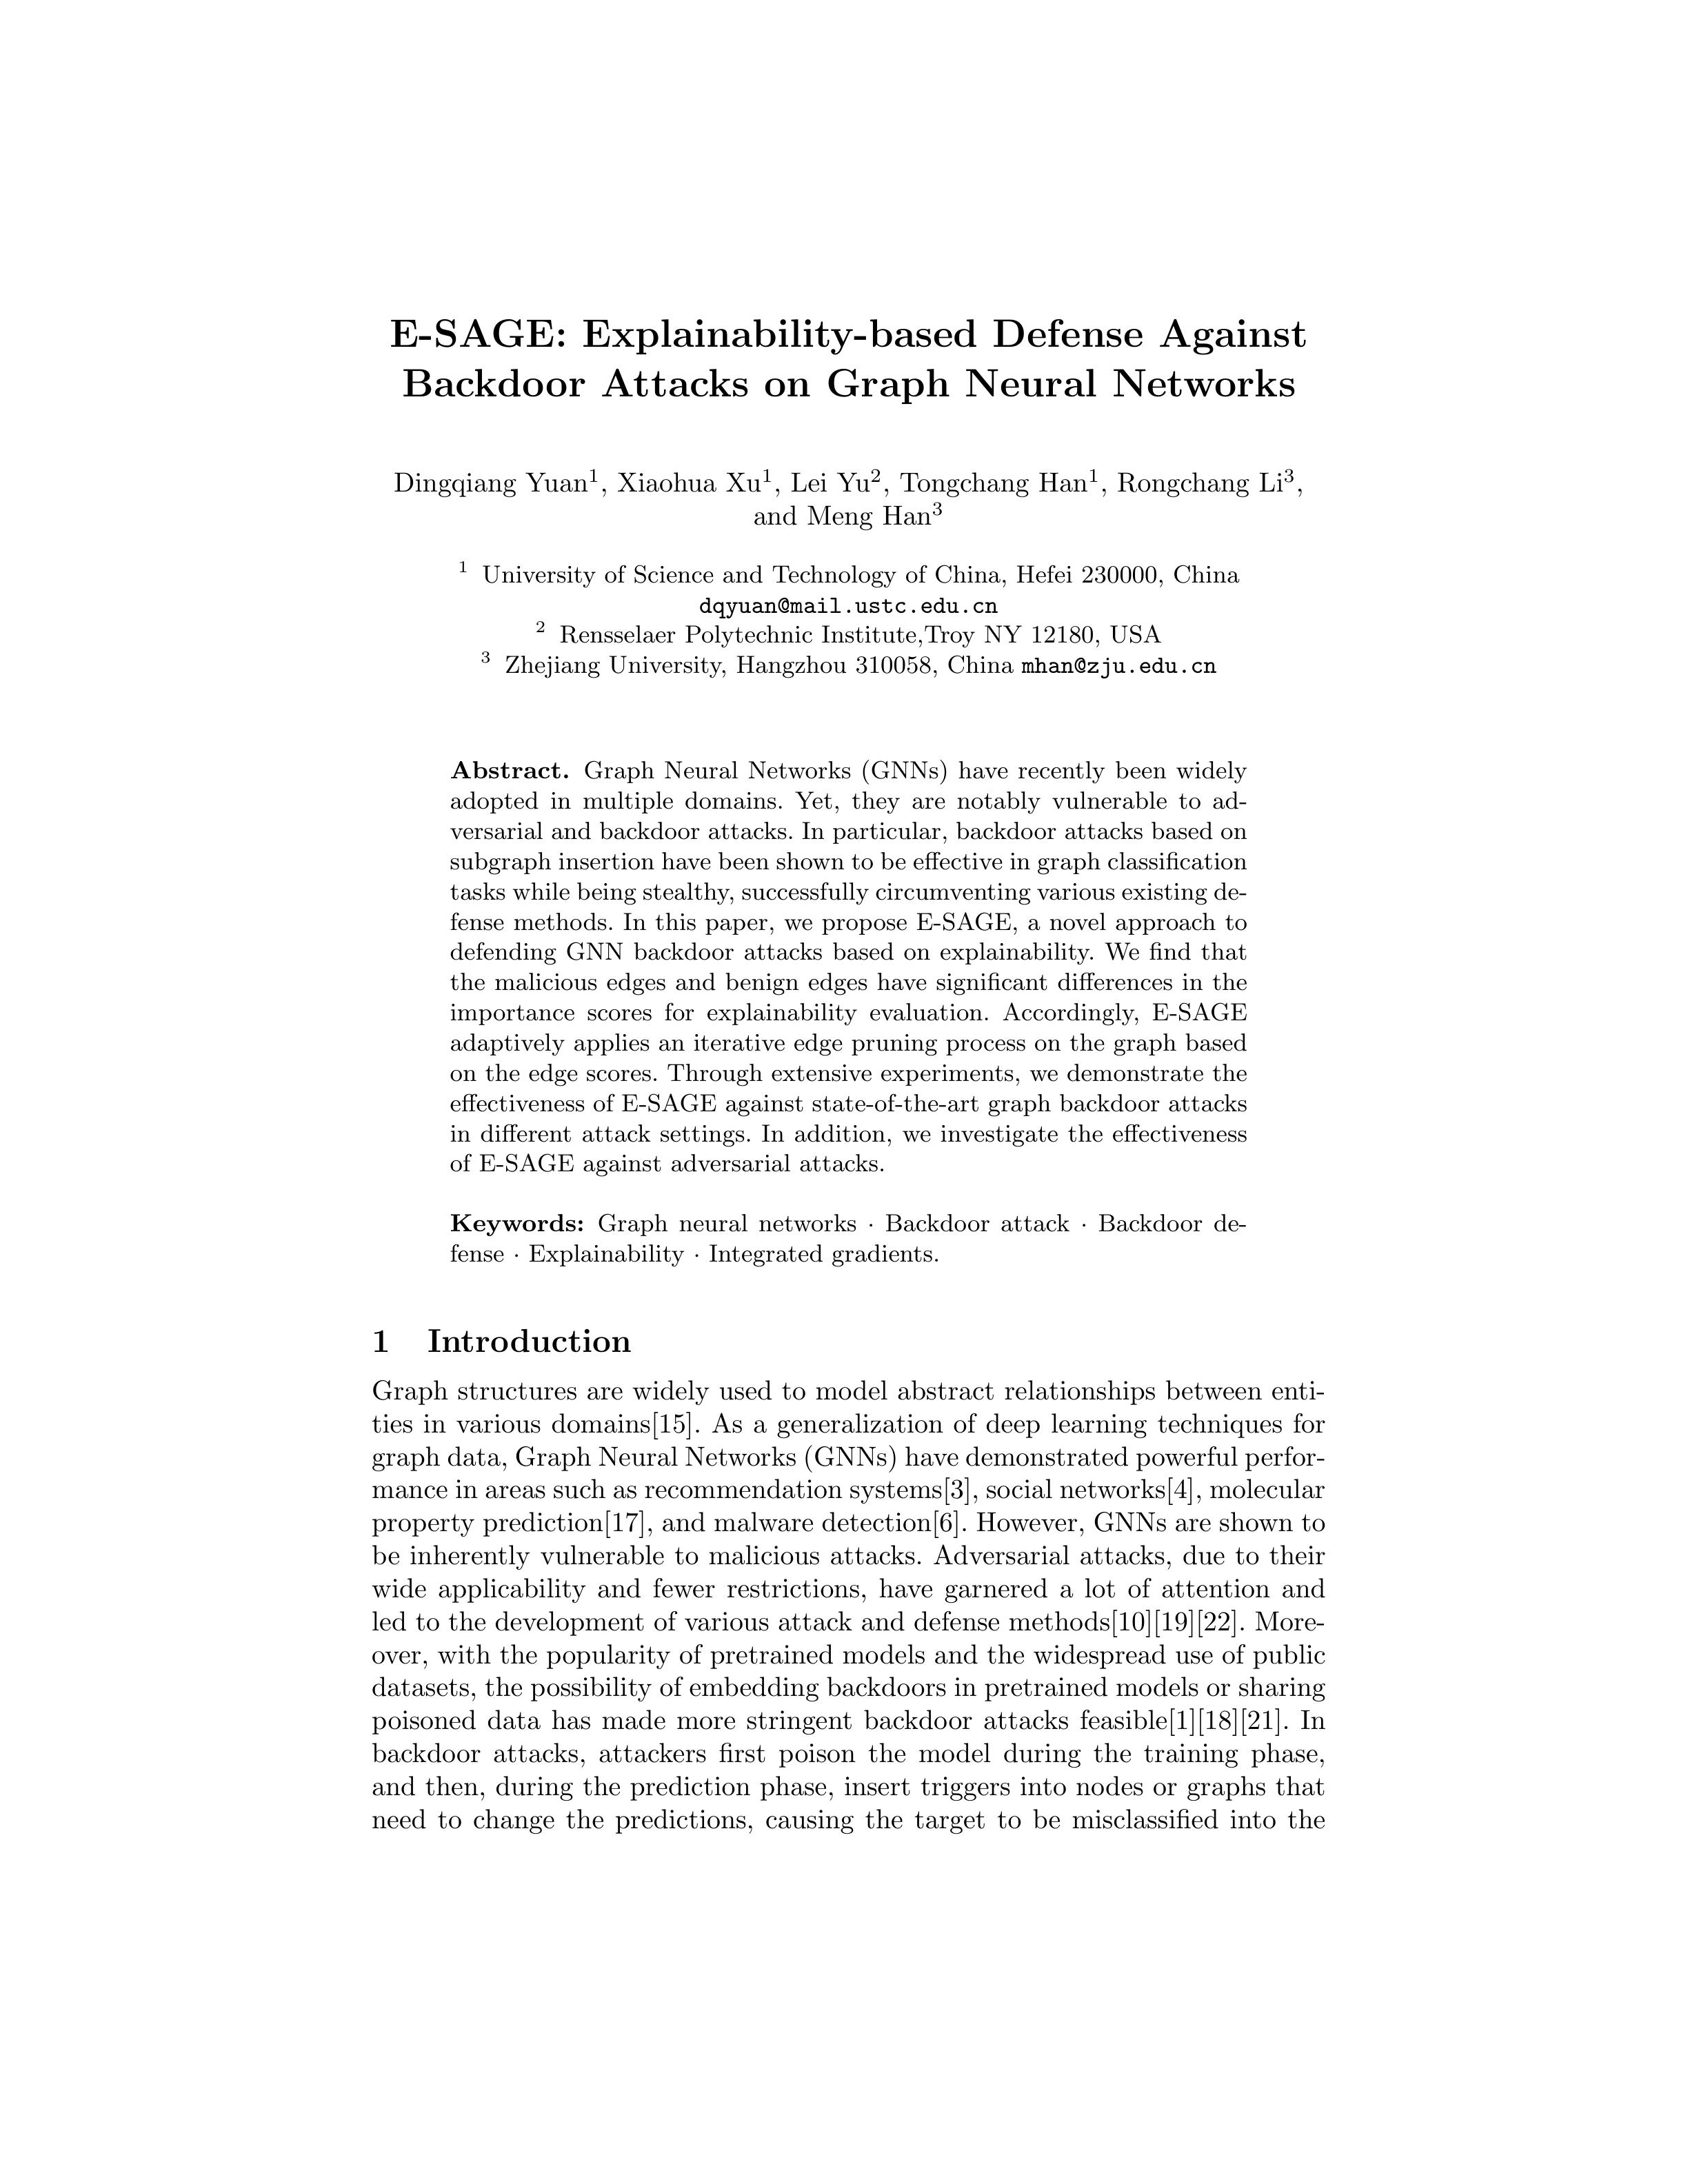 E-SAGE: Explainability-based Defense Against
Backdoor Attacks on Graph Neural Networks
Dingqiang Yuan1, Xiaohua Xu1, Lei Yu2, Tongchang Han1, Rongchang Li3,
and Meng Han3
1 University of Science and Technology of China, Hefei 230000, China
dqyuan@mail.ustc.edu.cn
2 Rensselaer Polytechnic Institute,Troy NY 12180, USA
3 Zhejiang University, Hangzhou 310058, China mhan@zju.edu.cn
Abstract. Graph Neural Networks (GNNs) have recently been widely
adopted in multiple domains. Yet, they are notably vulnerable to ad-
versarial and backdoor attacks. In particular, backdoor attacks based on
subgraph insertion have been shown to be effective in graph classification
tasks while being stealthy, successfully circumventing various existing de-
fense methods. In this paper, we propose E-SAGE, a novel approach to
defending GNN backdoor attacks based on explainability. We find that
the malicious edges and benign edges have significant differences in the
importance scores for explainability evaluation. Accordingly, E-SAGE
adaptively applies an iterative edge pruning process on the graph based
on the edge scores. Through extensive experiments, we demonstrate the
effectiveness of E-SAGE against state-of-the-art graph backdoor attacks
in different attack settings. In addition, we investigate the effectiveness
of E-SAGE against adversarial attacks.
Keywords: Graph neural networks · Backdoor attack · Backdoor de-
fense · Explainability · Integrated gradients.
1 Introduction
Graph structures are widely used to model abstract relationships between enti-
ties in various domains[15]. As a generalization of deep learning techniques for
graph data, Graph Neural Networks (GNNs) have demonstrated powerful perfor-
mance in areas such as recommendation systems[3], social networks[4], molecular
property prediction[17], and malware detection[6]. However, GNNs are shown to
be inherently vulnerable to malicious attacks. Adversarial attacks, due to their
wide applicability and fewer restrictions, have garnered a lot of attention and
led to the development of various attack and defense methods[10][19][22]. More-
over, with the popularity of pretrained models and the widespread use of public
datasets, the possibility of embedding backdoors in pretrained models or sharing
poisoned data has made more stringent backdoor attacks feasible[1][18][21]. In
backdoor attacks, attackers first poison the model during the training phase,
and then, during the prediction phase, insert triggers into nodes or graphs that
need to change the predictions, causing the target to be misclassified into the